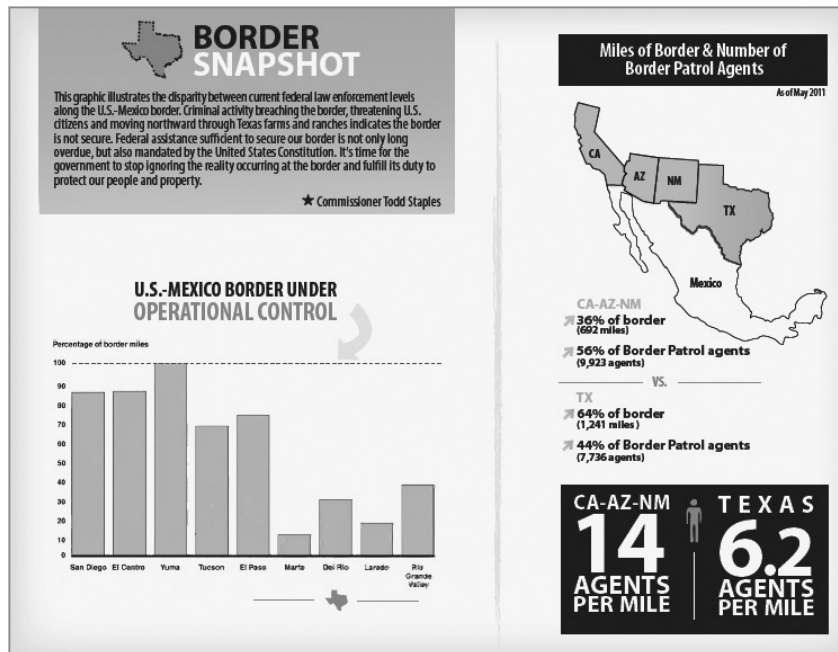 BORDER
SNAPSHOT
This graphic illustrates the disparity between current federal law enforcement levels
along the U.S.-Mexico border. Criminal activity breaching the border, threatening U.S.
citizens and moving northward through Texas farms and ranches indicates the border
is not secure. Federal assistance sufficient to secure our border is not only long
overdue, but also mandated by the United States Constitution. It's time for the
government to stop ignoring the reality occurring at the border and fulfill its duty to
protect our people and property.
★ Commissioner Todd Staples
U.S.-MEXICO BORDER UNDER
OPERATIONAL CONTROL
Percentage of border miles
100
90
80
70
60
50
40
30
20
10
0
San Diego El Centro Yuma Tucson El Paso Marfa Del Rio Laredo Rio
Grande
Valley
Miles of Border & Number of
Border Patrol Agents
As of May 2011
CA
AZ
NM
TX
Mexico
CA-AZ-NM
36% of border
(692 miles)
56% of Border Patrol agents
(9,923 agents)
VS.
TX
64% of border
(1,241 miles)
44% of Border Patrol agents
(7,736 agents)
CA-AZ-NM
14
AGENTS
PER MILE
TEXAS
6.2
AGENTS
PER MILE